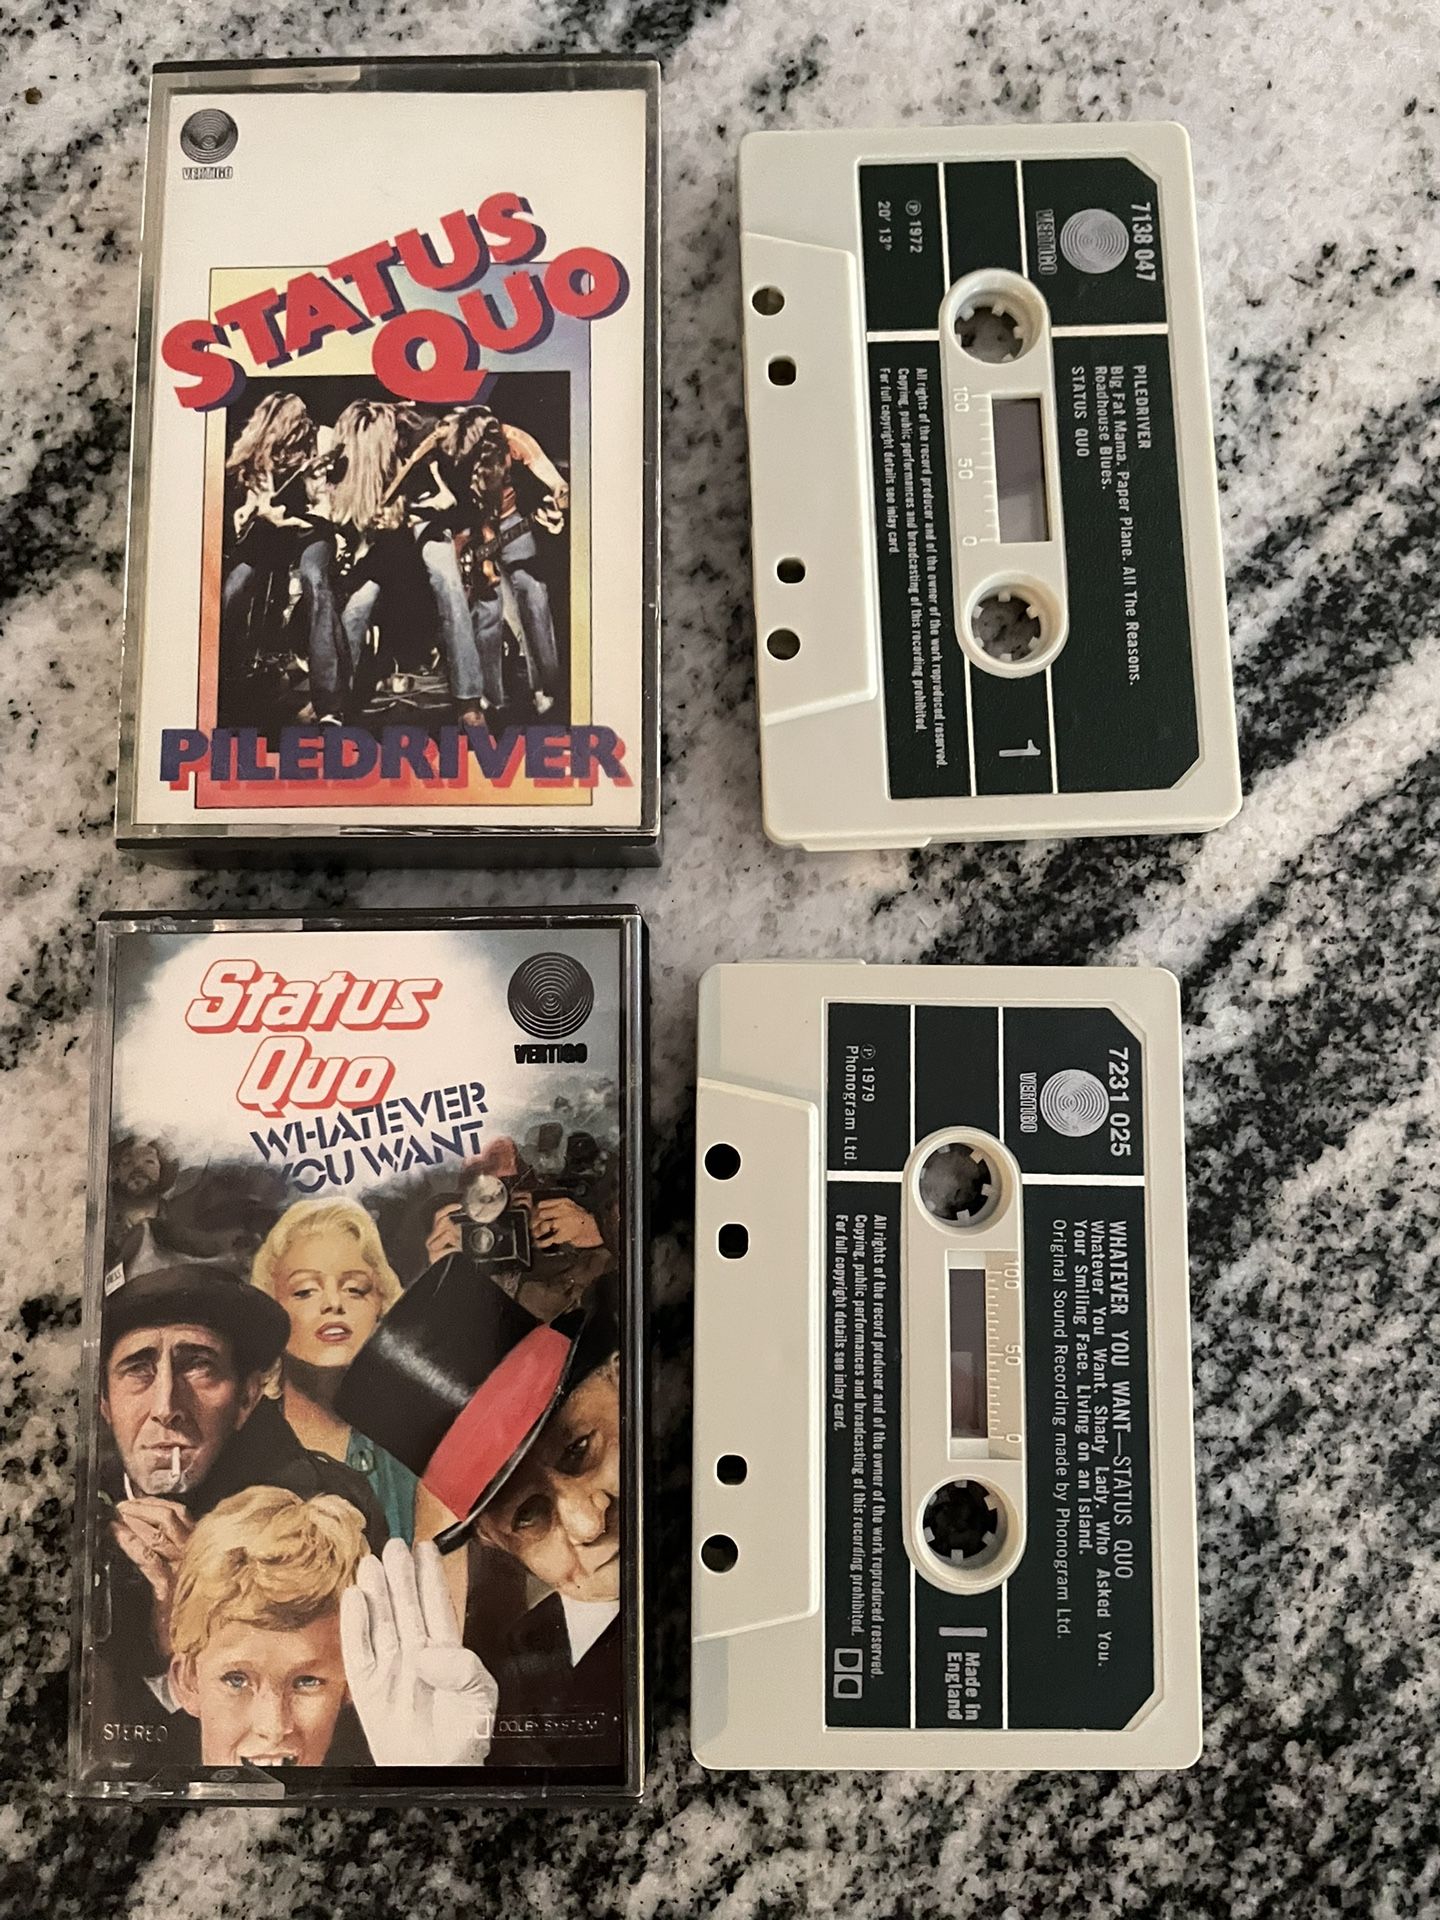 VERTIGO
STATUS
QUO
PILEDRIVER
7138 047
VERTIGO
℗ 1972
20' 13"
PILEDRIVER
Big Fat Mama. Paper Plane. All The Reasons.
Roadhouse Blues.
STATUS QUO
All rights of the record producer and of the owner of the work reproduced reserved.
Copying, public performances and broadcasting of this recording prohibited.
For full copyright details see inlay card
100 50 0
1
Status
Quo
WHATEVER
YOU WANT
VERTIGO
PRESS
STEREO
DOLBY SYSTEM
7231 025
VERTIGO
℗ 1979
Phonogram Ltd.
WHATEVER YOU WANT—STATUS QUO
Whatever You Want. Shady Lady. Who Asked You.
Your Smiling Face. Living on an Island.
Original Sound Recording made by Phonogram Ltd.
100 50 0
All rights of the record producer and of the owner of the work reproduced reserved.
Copying, public performances and broadcasting of this recording prohibited.
For full copyright details see inlay card.
Made in
England